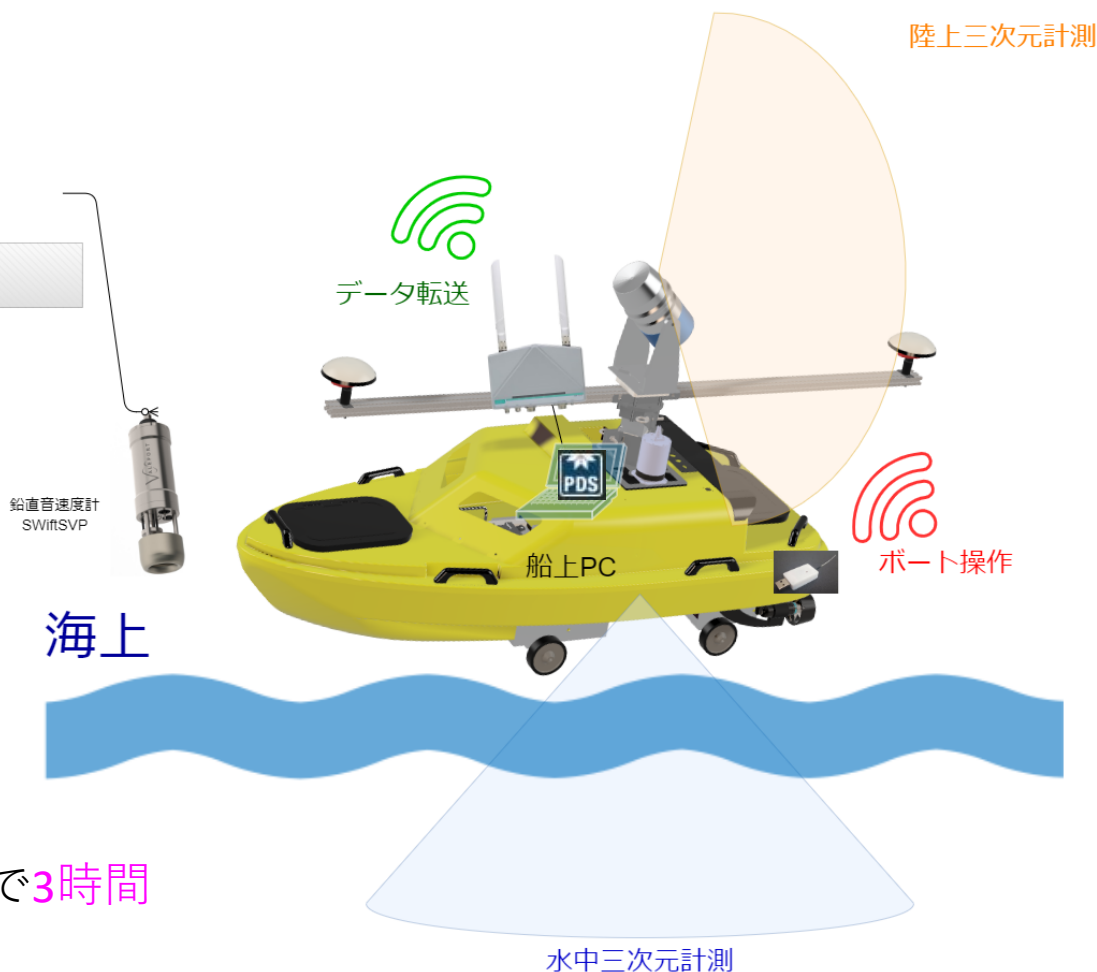 陸上三次元計測
データ転送
PDS
鉛直音速度計
SWiftSVP
船上PC
ボート操作
海上
で3時間
水中三次元計測